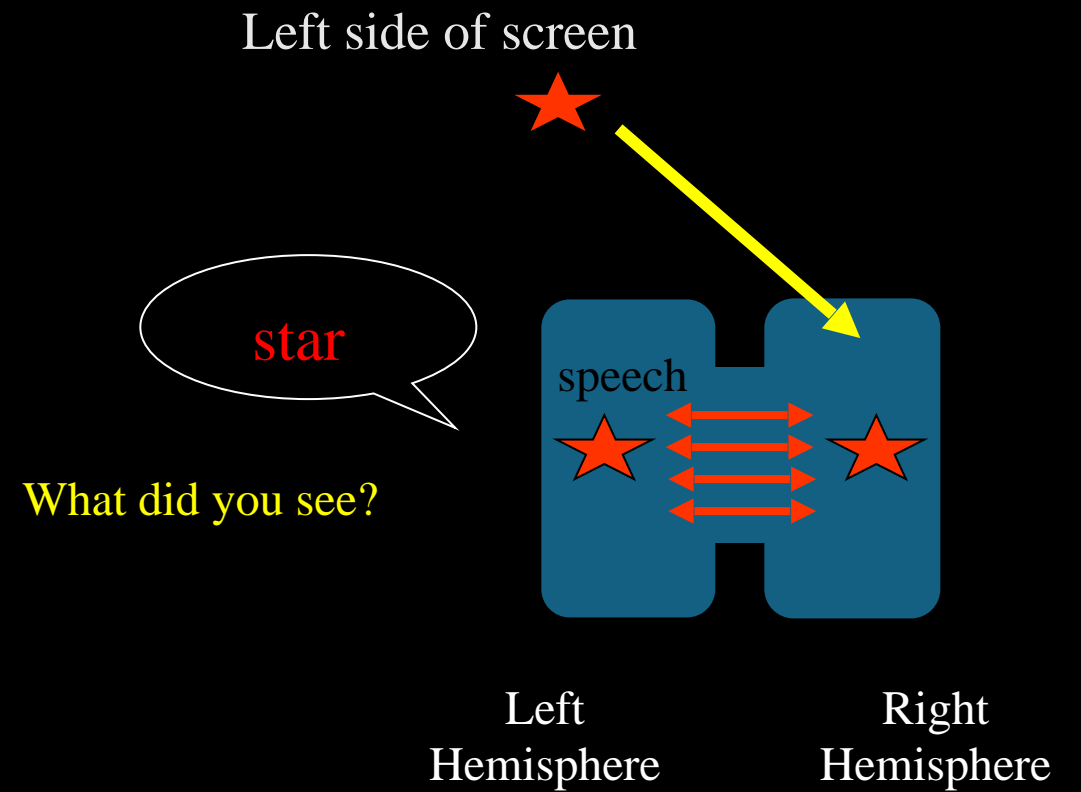 Left side of screen
star
speech
What did you see?
Left
Hemisphere
Right
Hemisphere